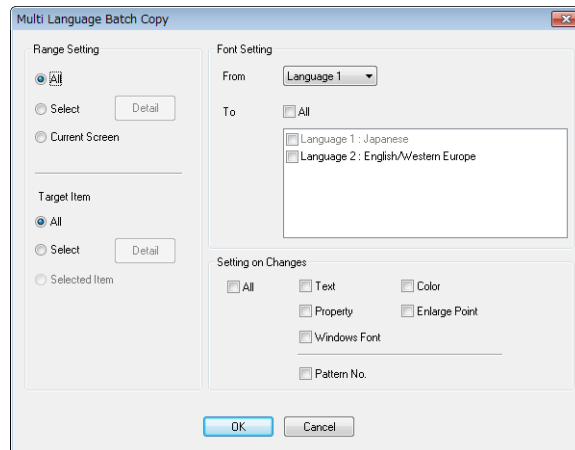 Multi Language Batch Copy
Range Setting
All
Select
Detail
Current Screen
Target Item
All
Select
Detail
Selected Item
Font Setting
From
Language 1
To
All
Language 1 : Japanese
Language 2 : English/Western Europe
Setting on Changes
All
Text
Color
Property
Enlarge Point
Windows Font
Pattern No.
OK
Cancel